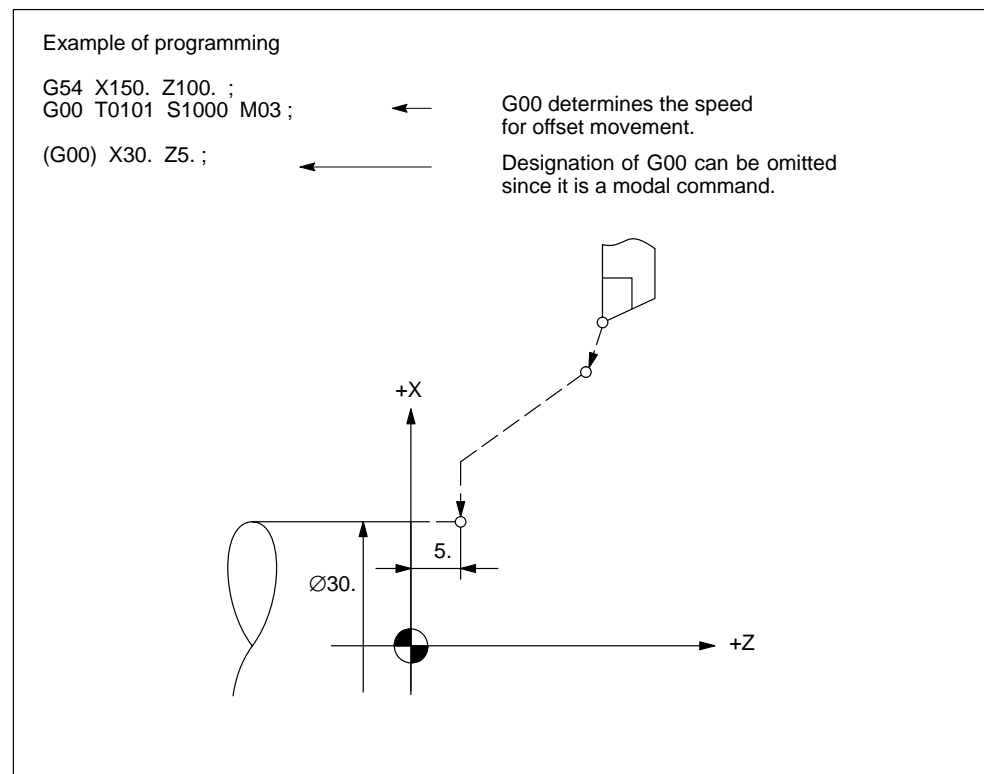 Example of programming
G54 X150. Z100. ;
G00 T0101 S1000 M03 ;
G00 determines the speed
for offset movement.
(G00) X30. Z5. ;
Designation of G00 can be omitted
since it is a modal command.
+X
5.
∅30.
+Z